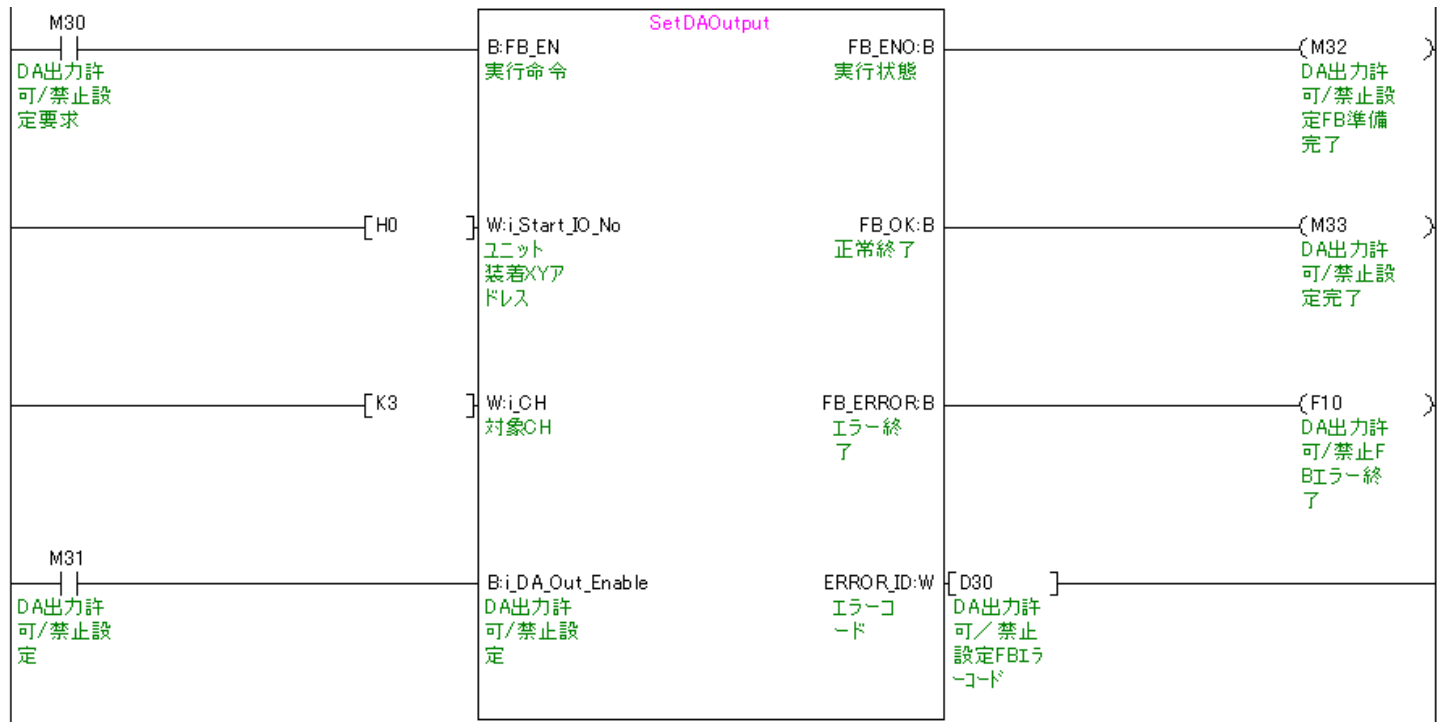 SetDAOutput
M30
DA出力許
可/禁止設
定要求
B:FB_EN
実行命令
FB_ENO:B
実行状態
M32
DA出力許
可/禁止設
定FB準備
完了
H0
W:i_Start_IO_No
ユニット
装着XYア
ドレス
FB_OK:B
正常終了
M33
DA出力許
可/禁止設
定完了
K3
W:i_CH
対象CH
FB_ERROR:B
エラー終
了
F10
DA出力許
可/禁止F
Bエラー終
了
M31
DA出力許
可/禁止設
定
B:i_DA_Out_Enable
DA出力許
可/禁止設
定
ERROR_ID:W
エラーコ
ード
D30
DA出力許
可／禁止
設定FBエラ
ーコード